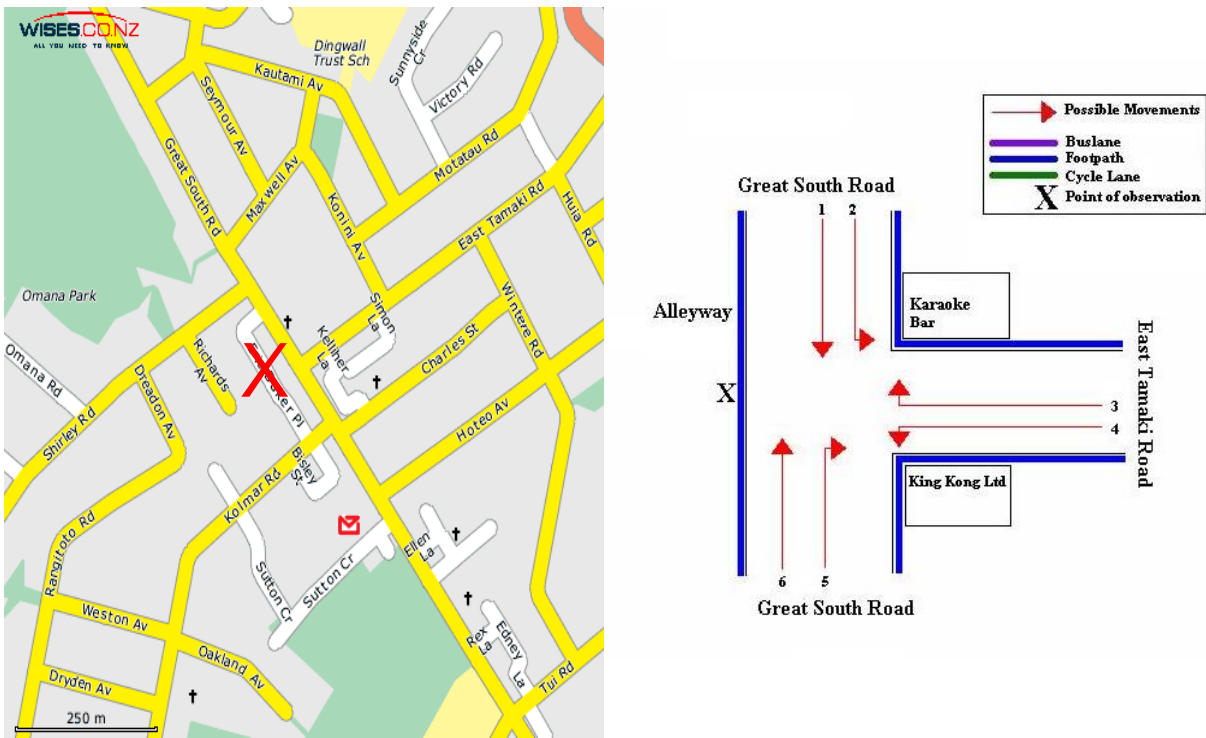 WISES.CO.NZ
ALL YOU NEED TO KNOW
Dingwall
Trust Sch
Sunnyside
Cr
Kautami Av
Victory Rd
Seymour Av
Great South Rd
Motatau Rd
Maxwell Av
Konini Av
East Tamaki Rd
Huia Rd
Omana Park
Simon
La
Wintere Rd
Kelliher
La
Charles St
Omana Rd
Richards
Av
Dreadon Av
Pl
Hoteo Av
Shirley Rd
Bisley
St
Kolmar Rd
Rangitoto Rd
Ellen
La
Sutton Cr
Sutton Cr
Weston Av
Rex
La
Edney
La
Oakland Av
Tui Rd
Dryden Av
250 m
X
Possible Movements
Buslane
Footpath
Cycle Lane
X Point of observation
Great South Road
1 2
Alleyway
Karaoke
Bar
East Tamaki Road
X
3
4
King Kong Ltd
6 5
Great South Road